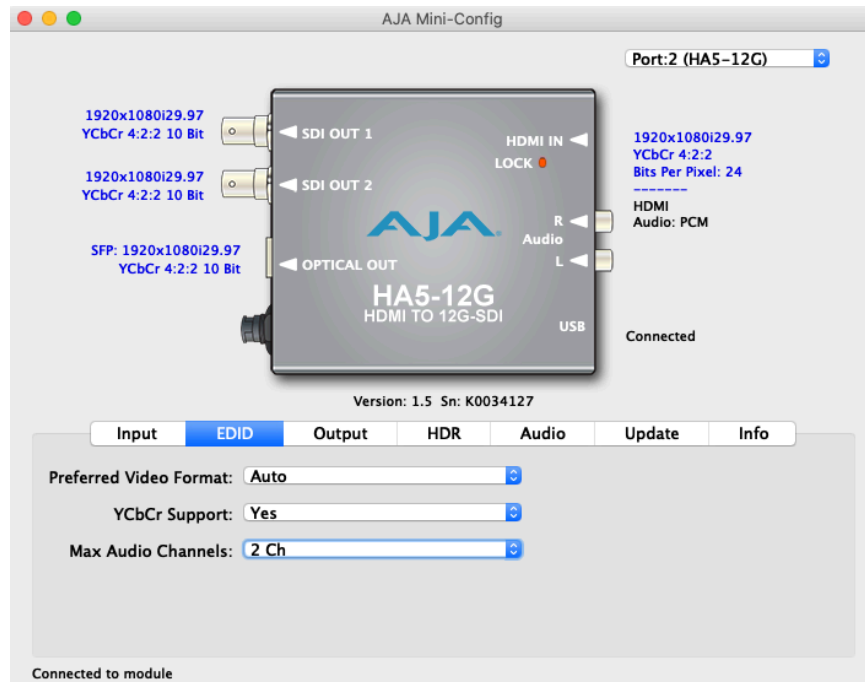 AJA Mini-Config
Port:2 (HA5-12G)
1920x1080i29.97
YCbCr 4:2:2 10 Bit
1920x1080i29.97
YCbCr 4:2:2 10 Bit
SFP: 1920x1080i29.97
YCbCr 4:2:2 10 Bit
SDI OUT 1
SDI OUT 2
OPTICAL OUT
HDMI IN
LOCK
AJA
R
Audio
L
HA5-12G
HDMI TO 12G-SDI
USB
1920x1080i29.97
YCbCr 4:2:2
Bits Per Pixel: 24
-------
HDMI
Audio: PCM
Connected
Version: 1.5 Sn: K0034127
Input EDID Output HDR Audio Update Info
Preferred Video Format: Auto
YCbCr Support: Yes
Max Audio Channels: 2 Ch
Connected to module